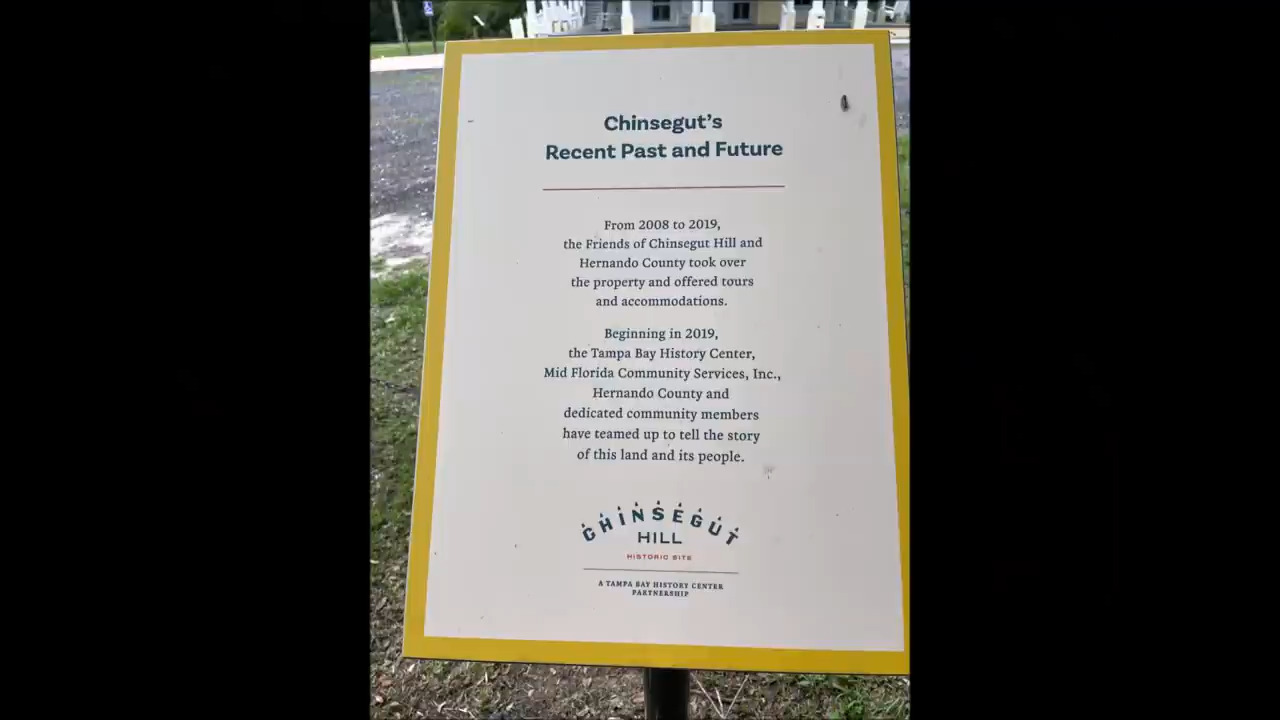 Chinsegut's
Recent Past and Future
From 2008 to 2019,
the Friends of Chinsegut Hill and
Hernando County took over
the property and offered tours
and accommodations.
Beginning in 2019,
the Tampa Bay History Center,
Mid Florida Community Services, Inc.,
Hernando County and
dedicated community members
have teamed up to tell the story
of this land and its people.
CHINSEGUT
HILL
HISTORIC SITE
A TAMPA BAY HISTORY CENTER
PARTNERSHIP